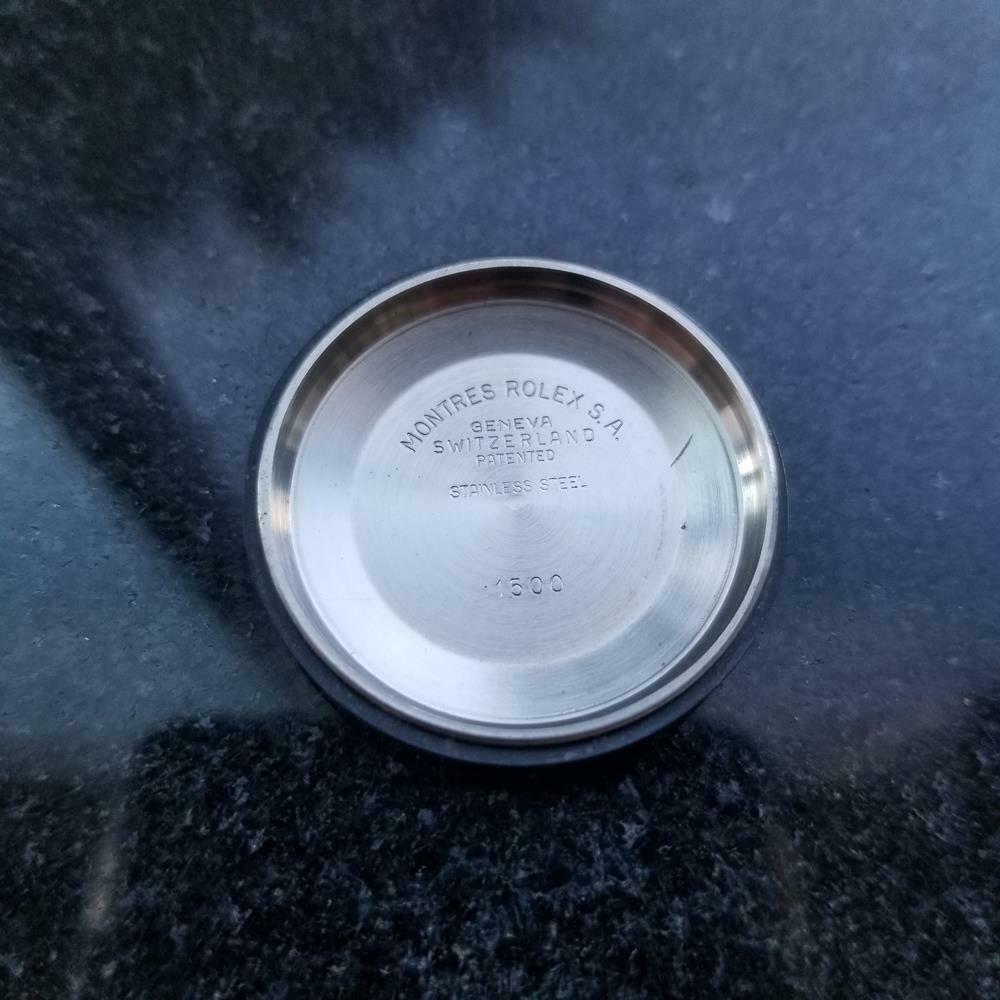 MONTRES ROLEX S.A.
GENEVA
SWITZERLAND
PATENTED
STAINLESS STEEL
1500